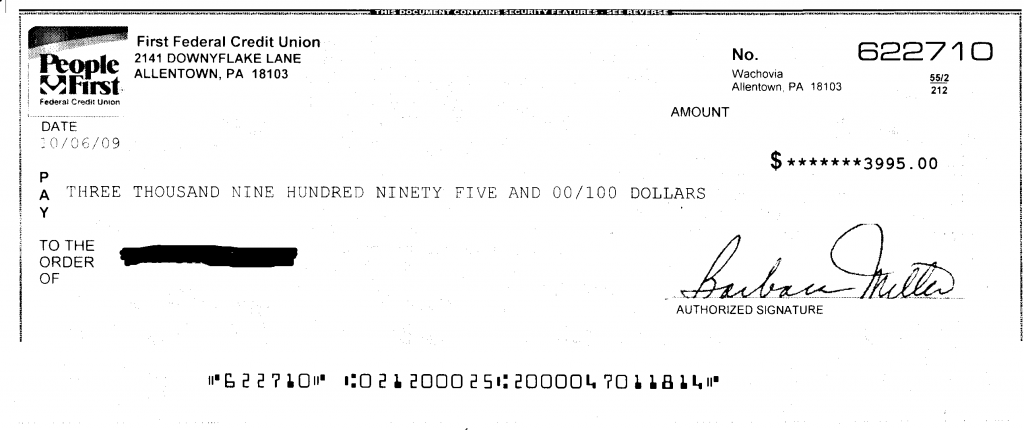 THIS DOCUMENT CONTAINS SECURITY FEATURES - SEE REVERSE
People
First
Federal Credit Union
First Federal Credit Union
2141 DOWNYFLAKE LANE
ALLENTOWN, PA 18103
No. 622710
Wachovia
Allentown, PA 18103
55/2
212
AMOUNT
DATE
10/06/09
$*******3995.00
PAY
THREE THOUSAND NINE HUNDRED NINETY FIVE AND 00/100 DOLLARS
TO THE
ORDER
OF
Barbara Miller
AUTHORIZED SIGNATURE
⑈622710⑈ ⑆021200025⑆2000047011814⑈